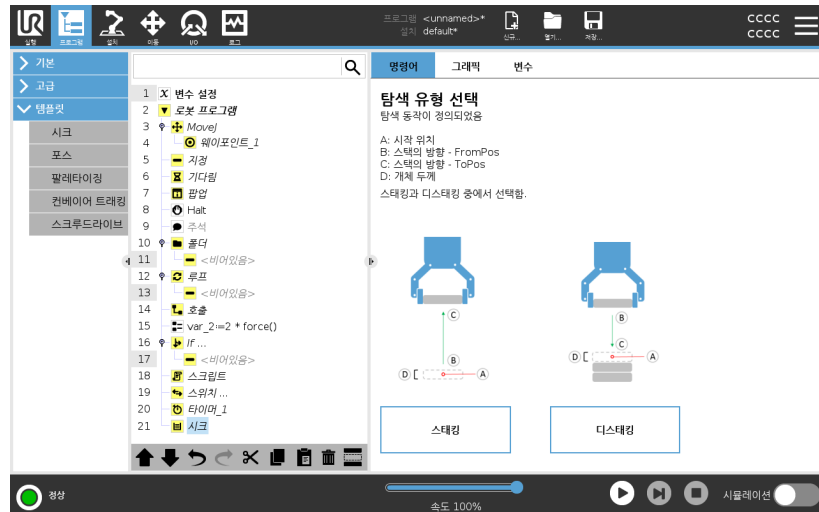 UR
실행
프로그램
설치
이동
I/O
로그
프로그램 <unnamed>*
설치 default*
신규...
열기...
저장...
cccc
cccc
기본
고급
템플릿
시크
포스
팔레타이징
컨베이어 트래킹
스크루드라이브
1 X 변수 설정
2 로봇 프로그램
3 MoveJ
4 웨이포인트_1
5 지정
6 기다림
7 팝업
8 Halt
9 주석
10 폴더
11 <비어있음>
12 루프
13 <비어있음>
14 호출
15 var_2:=2 * force()
16 If ...
17 <비어있음>
18 스크립트
19 스위치 ...
20 타이머_1
21 시크
명령어 그래픽 변수
탐색 유형 선택
탐색 동작이 정의되었음
A: 시작 위치
B: 스택의 방향 - FromPos
C: 스택의 방향 - ToPos
D: 개체 두께
스태킹과 디스태킹 중에서 선택함.
C
B
D A
B
C
D A
스태킹
디스태킹
정상
속도 100%
시뮬레이션